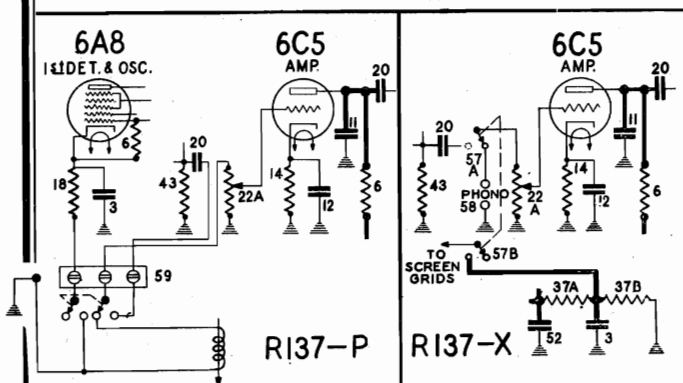 6A8
1st DET. & OSC.
6C5
AMP.
20
11
6
20
18
3
43
22A
14
12
6
59
R137-P
6C5
AMP.
20
11
20
57
A
43
PHONO
58
22
A
14
12
6
TO
SCREEN
GRIDS
57B
37A
37B
52
3
R137-X